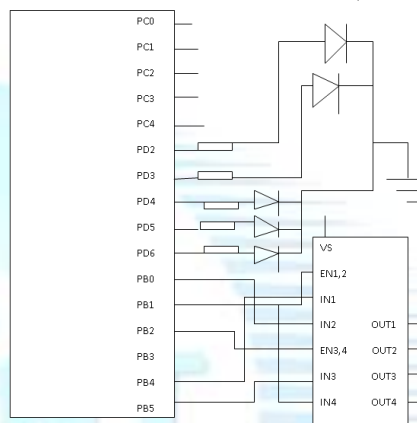 PC0
PC1
PC2
PC3
PC4
PD2
PD3
PD4
PD5
PD6
PB0
PB1
PB2
PB3
PB4
PB5
VS
EN1,2
IN1
IN2 OUT1
EN3,4 OUT2
IN3 OUT3
IN4 OUT4